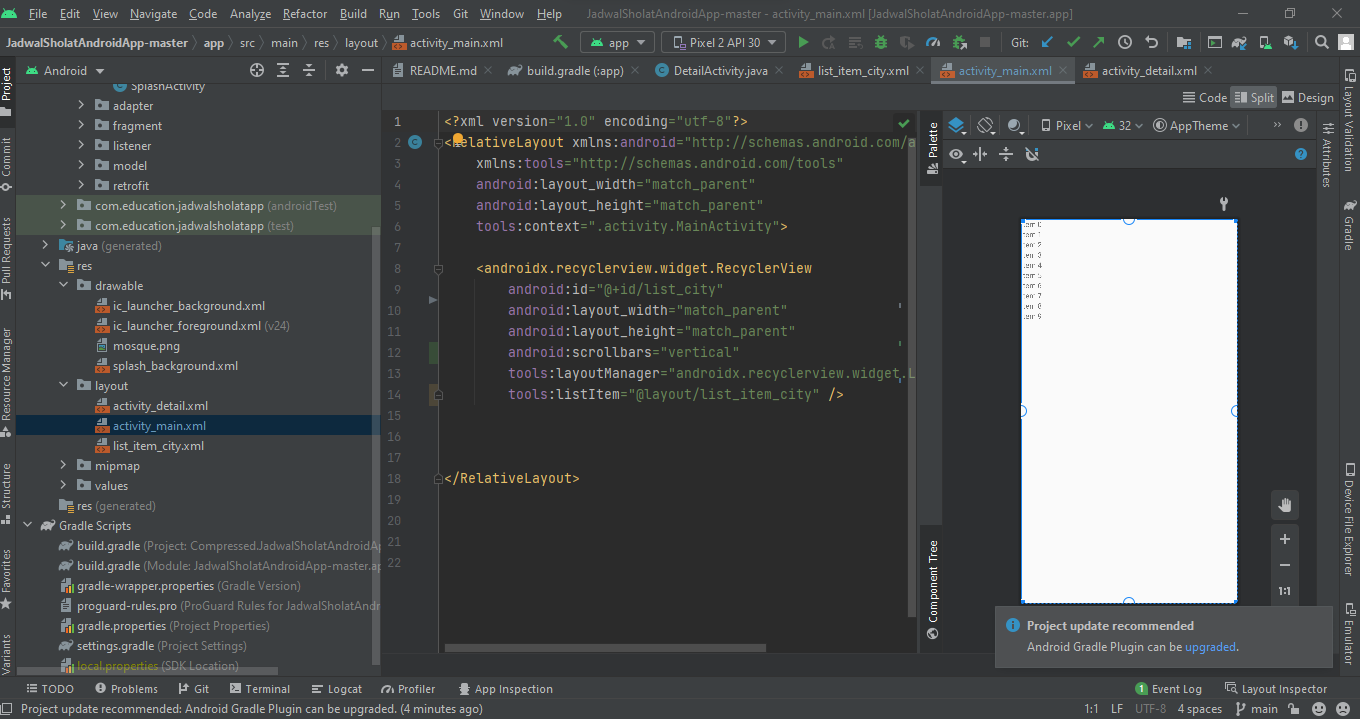 File Edit View Navigate Code Analyze Refactor Build Run Tools Git Window Help JadwalSholatAndroidApp-master - activity_main.xml [JadwalSholatAndroidApp-master.app]
JadwalSholatAndroidApp-master app src main res layout activity_main.xml app Pixel 2 API 30 Git:
Android README.md build.gradle (:app) DetailActivity.java list_item_city.xml activity_main.xml activity_detail.xml
Code Split Design
Project
Commit
Pull Requests
Resource Manager
Structure
Favorites
Variants
SplashActivity
adapter
fragment
listener
model
retrofit
com.education.jadwalsholatapp (androidTest)
com.education.jadwalsholatapp (test)
java (generated)
res
drawable
ic_launcher_background.xml
ic_launcher_foreground.xml (v24)
mosque.png
splash_background.xml
layout
activity_detail.xml
activity_main.xml
list_item_city.xml
mipmap
values
res (generated)
Gradle Scripts
build.gradle (Project: Compressed.JadwalSholatAndroidAp
build.gradle (Module: JadwalSholatAndroidApp-master.ap
gradle-wrapper.properties (Gradle Version)
proguard-rules.pro (ProGuard Rules for JadwalSholatAndr
gradle.properties (Project Properties)
settings.gradle (Project Settings)
local.properties (SDK Location)
1 <?xml version="1.0" encoding="utf-8"?>
2 <RelativeLayout xmlns:android="http://schemas.android.com/a
3 xmlns:tools="http://schemas.android.com/tools"
4 android:layout_width="match_parent"
5 android:layout_height="match_parent"
6 tools:context=".activity.MainActivity">
7
8 <androidx.recyclerview.widget.RecyclerView
9 android:id="@+id/list_city"
10 android:layout_width="match_parent"
11 android:layout_height="match_parent"
12 android:scrollbars="vertical"
13 tools:layoutManager="androidx.recyclerview.widget.L
14 tools:listItem="@layout/list_item_city" />
15
16
17
18 </RelativeLayout>
19
20
21
22
Palette
Component Tree
Pixel 32 AppTheme
Item 0
Item 1
Item 2
Item 3
Item 4
Item 5
Item 6
Item 7
Item 8
Item 9
1:1
Layout Validation
Attributes
Gradle
Device File Explorer
Emulator
Project update recommended
Android Gradle Plugin can be upgraded.
TODO Problems Git Terminal Logcat Profiler App Inspection 1 Event Log Layout Inspector
Project update recommended: Android Gradle Plugin can be upgraded. (4 minutes ago) 1:1 LF UTF-8 4 spaces main